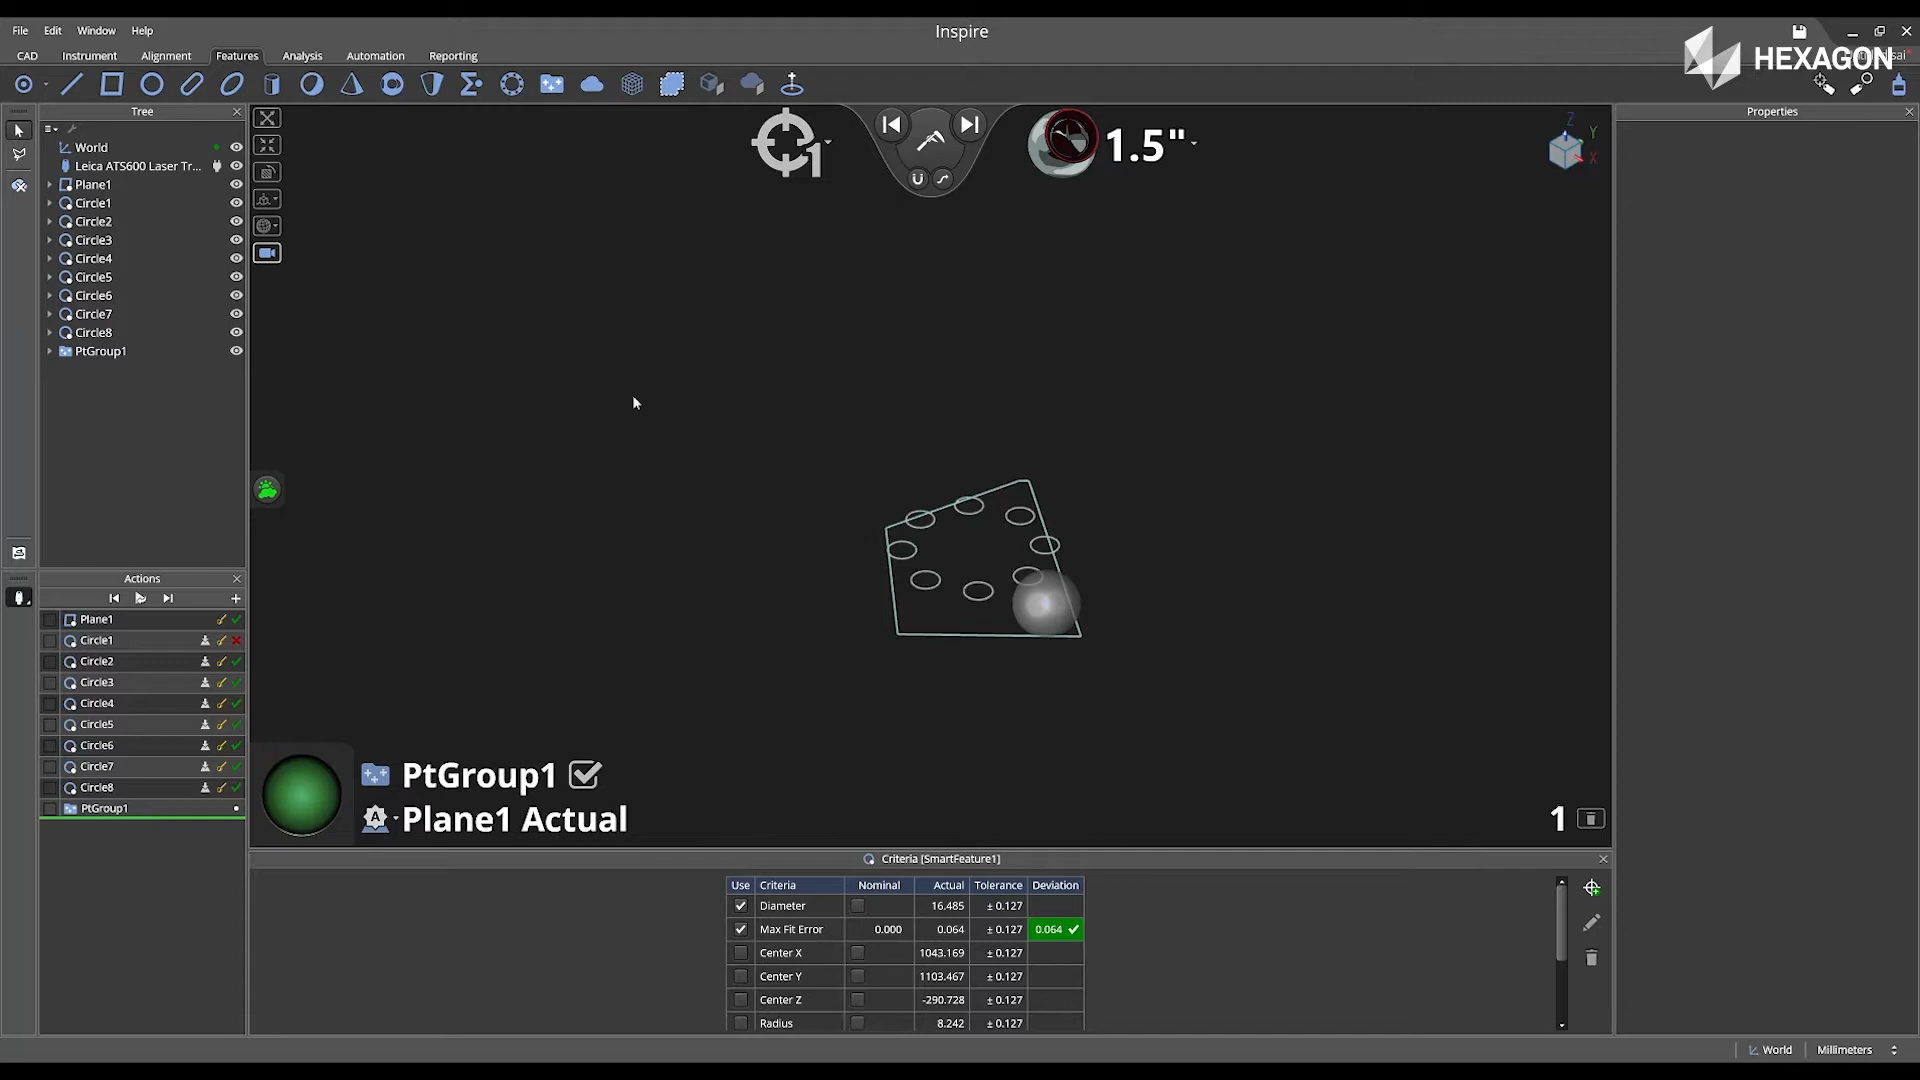 File Edit Window Help
Inspire
CAD Instrument Alignment Features Analysis Automation Reporting
HEXAGON
Tree
Properties
World
Leica ATS600 Laser Tr...
Plane1
Circle1
Circle2
Circle3
Circle4
Circle5
Circle6
Circle7
Circle8
PtGroup1
1
1.5"
Z
Y
X
Actions
Plane1
Circle1
Circle2
Circle3
Circle4
Circle5
Circle6
Circle7
Circle8
PtGroup1
PtGroup1
A Plane1 Actual
1
Criteria [SmartFeature1]
Use Criteria Nominal Actual Tolerance Deviation
Diameter 16.485 ± 0.127
Max Fit Error 0.000 0.064 ± 0.127 0.064
Center X 1043.169 ± 0.127
Center Y 1103.467 ± 0.127
Center Z -290.728 ± 0.127
Radius 8.242 ± 0.127
World Millimeters